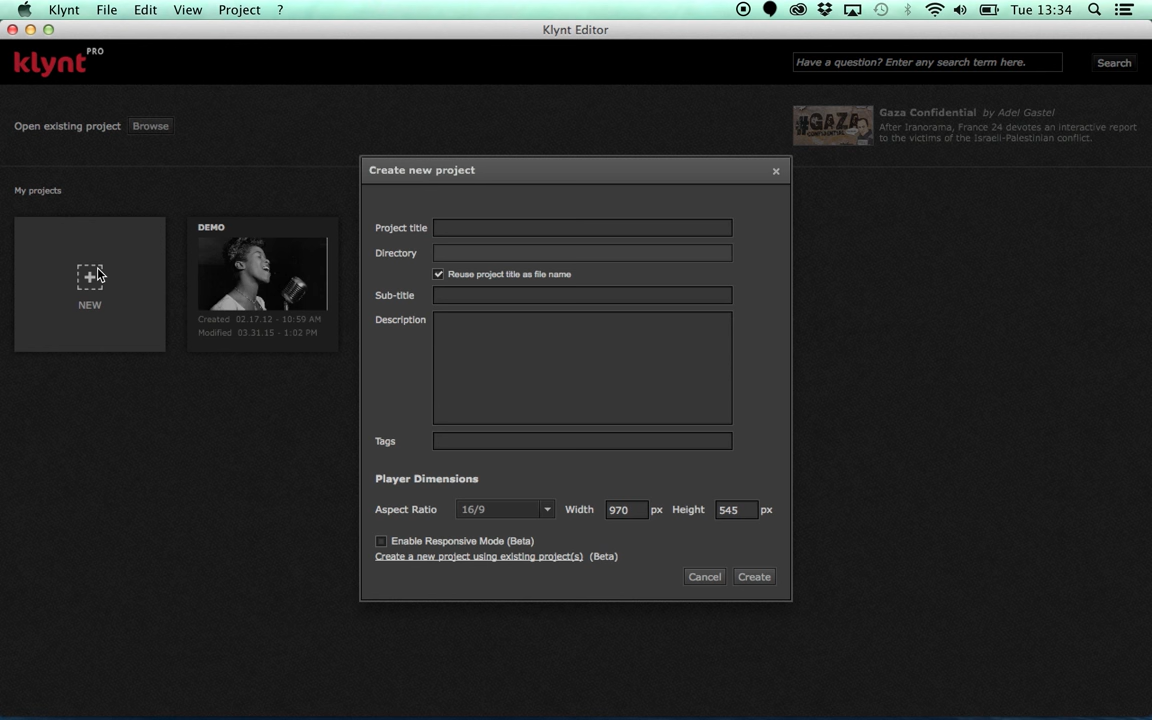 Klynt File Edit View Project ? Tue 13:34
Klynt Editor
klynt PRO
Have a question? Enter any search term here. Search
Open existing project Browse
Gaza Confidential by Adel Gastel
After Iranorama, France 24 devotes an interactive report
to the victims of the Israeli-Palestinian conflict.
#GAZA
CONFIDENTIAL
My projects
NEW
DEMO
Created 02.17.12 - 10:59 AM
Modified 03.31.15 - 1:02 PM
Create new project ×
Project title
Directory
Reuse project title as file name
Sub-title
Description
Tags
Player Dimensions
Aspect Ratio 16/9 Width 970 px Height 545 px
Enable Responsive Mode (Beta)
Create a new project using existing project(s) (Beta)
Cancel Create